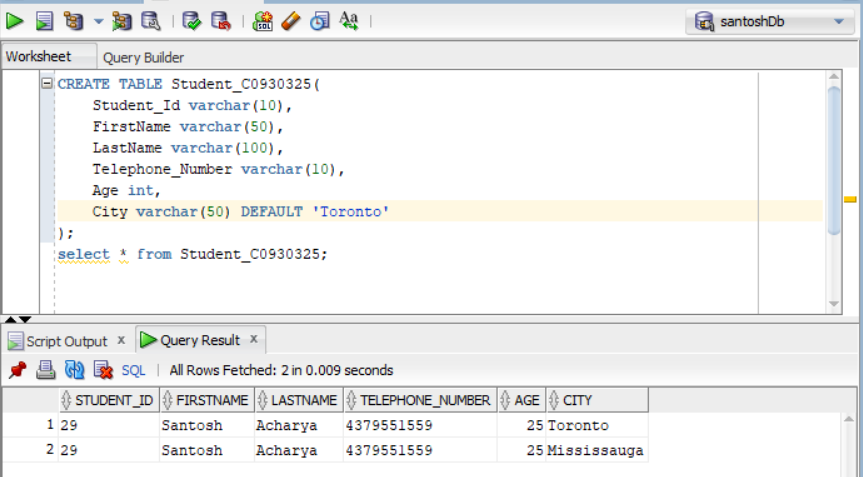 santoshDb
Worksheet Query Builder
CREATE TABLE Student_C0930325(
Student_Id varchar(10),
FirstName varchar(50),
LastName varchar(100),
Telephone_Number varchar(10),
Age int,
City varchar(50) DEFAULT 'Toronto'
);
select * from Student_C0930325;
Script Output x Query Result x
SQL | All Rows Fetched: 2 in 0.009 seconds
STUDENT_ID FIRSTNAME LASTNAME TELEPHONE_NUMBER AGE CITY
1 29 Santosh Acharya 4379551559 25 Toronto
2 29 Santosh Acharya 4379551559 25 Mississauga